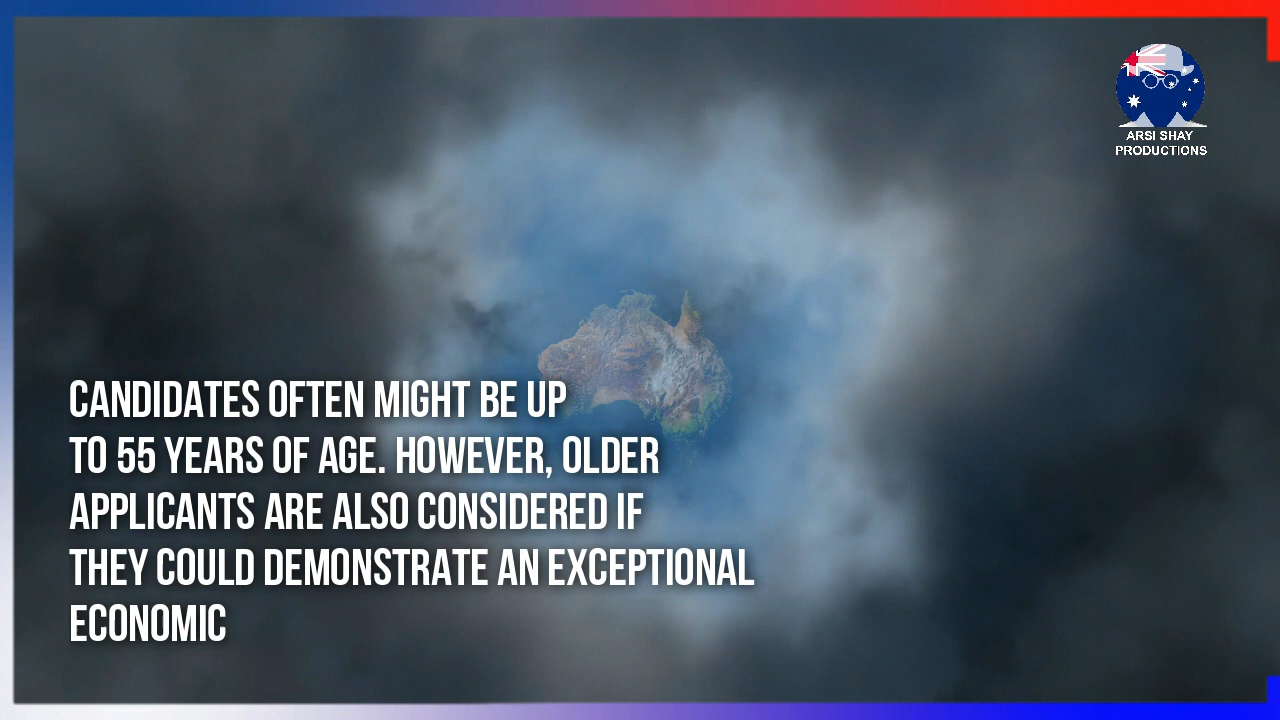 ARSI SHAY
PRODUCTIONS
CANDIDATES OFTEN MIGHT BE UP
TO 55 YEARS OF AGE. HOWEVER, OLDER
APPLICANTS ARE ALSO CONSIDERED IF
THEY COULD DEMONSTRATE AN EXCEPTIONAL
ECONOMIC